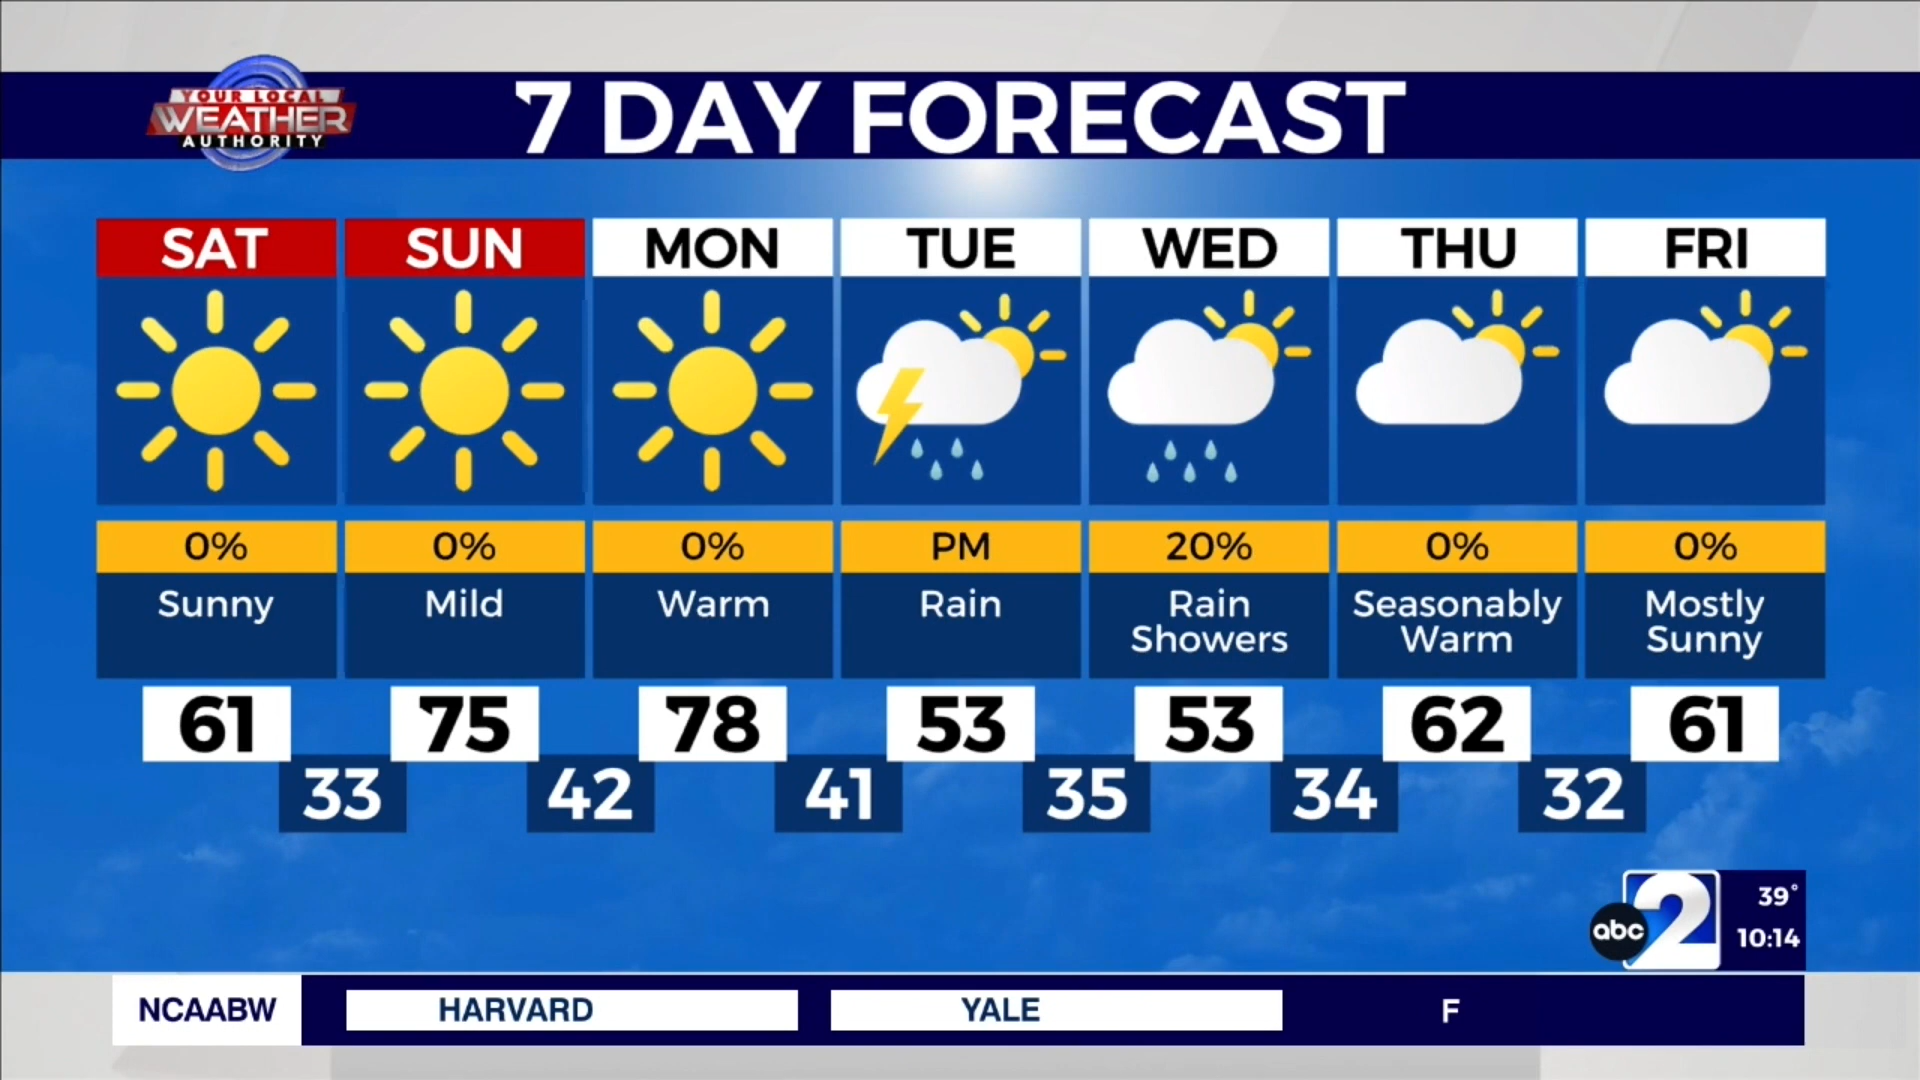 YOUR LOCAL
WEATHER
AUTHORITY
7 DAY FORECAST
SAT SUN MON TUE WED THU FRI
0% 0% 0% PM 20% 0% 0%
Sunny Mild Warm Rain Rain Seasonably Mostly
Showers Warm Sunny
61 75 78 53 53 62 61
33 42 41 35 34 32
39°
abc 2
10:14
NCAABW HARVARD YALE F